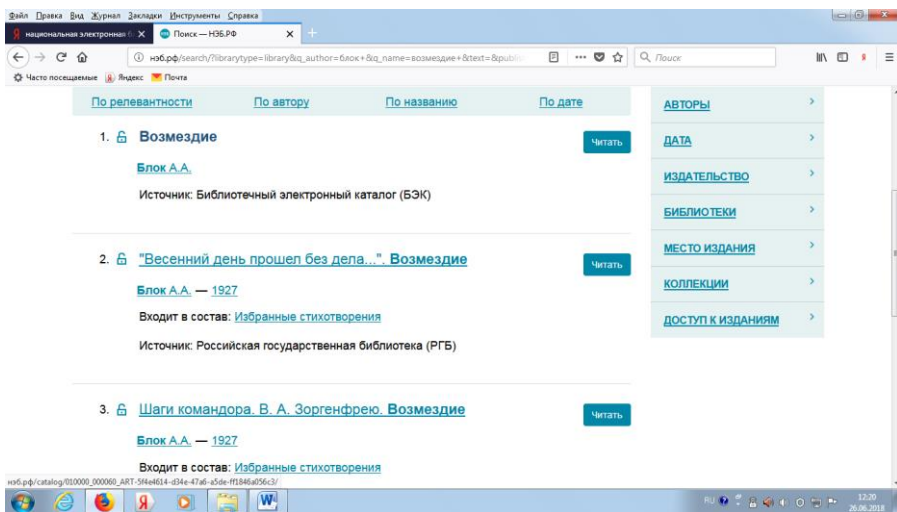 Файл Правка Вид Журнал Закладки Инструменты Справка
национальная электронная б
Поиск — НЭБ.РФ
нэб.рф/search/?librarytype=library&q_author=блок+&q_name=возмездие+&text=&publis
Поиск
Часто посещаемые Яндекс Почта
По релевантности По автору По названию По дате
1. Возмездие
Читать
Блок А.А.
Источник: Библиотечный электронный каталог (БЭК)
2. "Весенний день прошел без дела...". Возмездие
Читать
Блок А.А. — 1927
Входит в состав: Избранные стихотворения
Источник: Российская государственная библиотека (РГБ)
3. Шаги командора. В. А. Зоргенфрею. Возмездие
Читать
Блок А.А. — 1927
Входит в состав: Избранные стихотворения
АВТОРЫ
ДАТА
ИЗДАТЕЛЬСТВО
БИБЛИОТЕКИ
МЕСТО ИЗДАНИЯ
КОЛЛЕКЦИИ
ДОСТУП К ИЗДАНИЯМ
нэб.рф/catalog/010000_000060_ART-5f4e4614-d34e-47a6-a5de-ff1846a056c3/
RU
12:20
26.06.2018